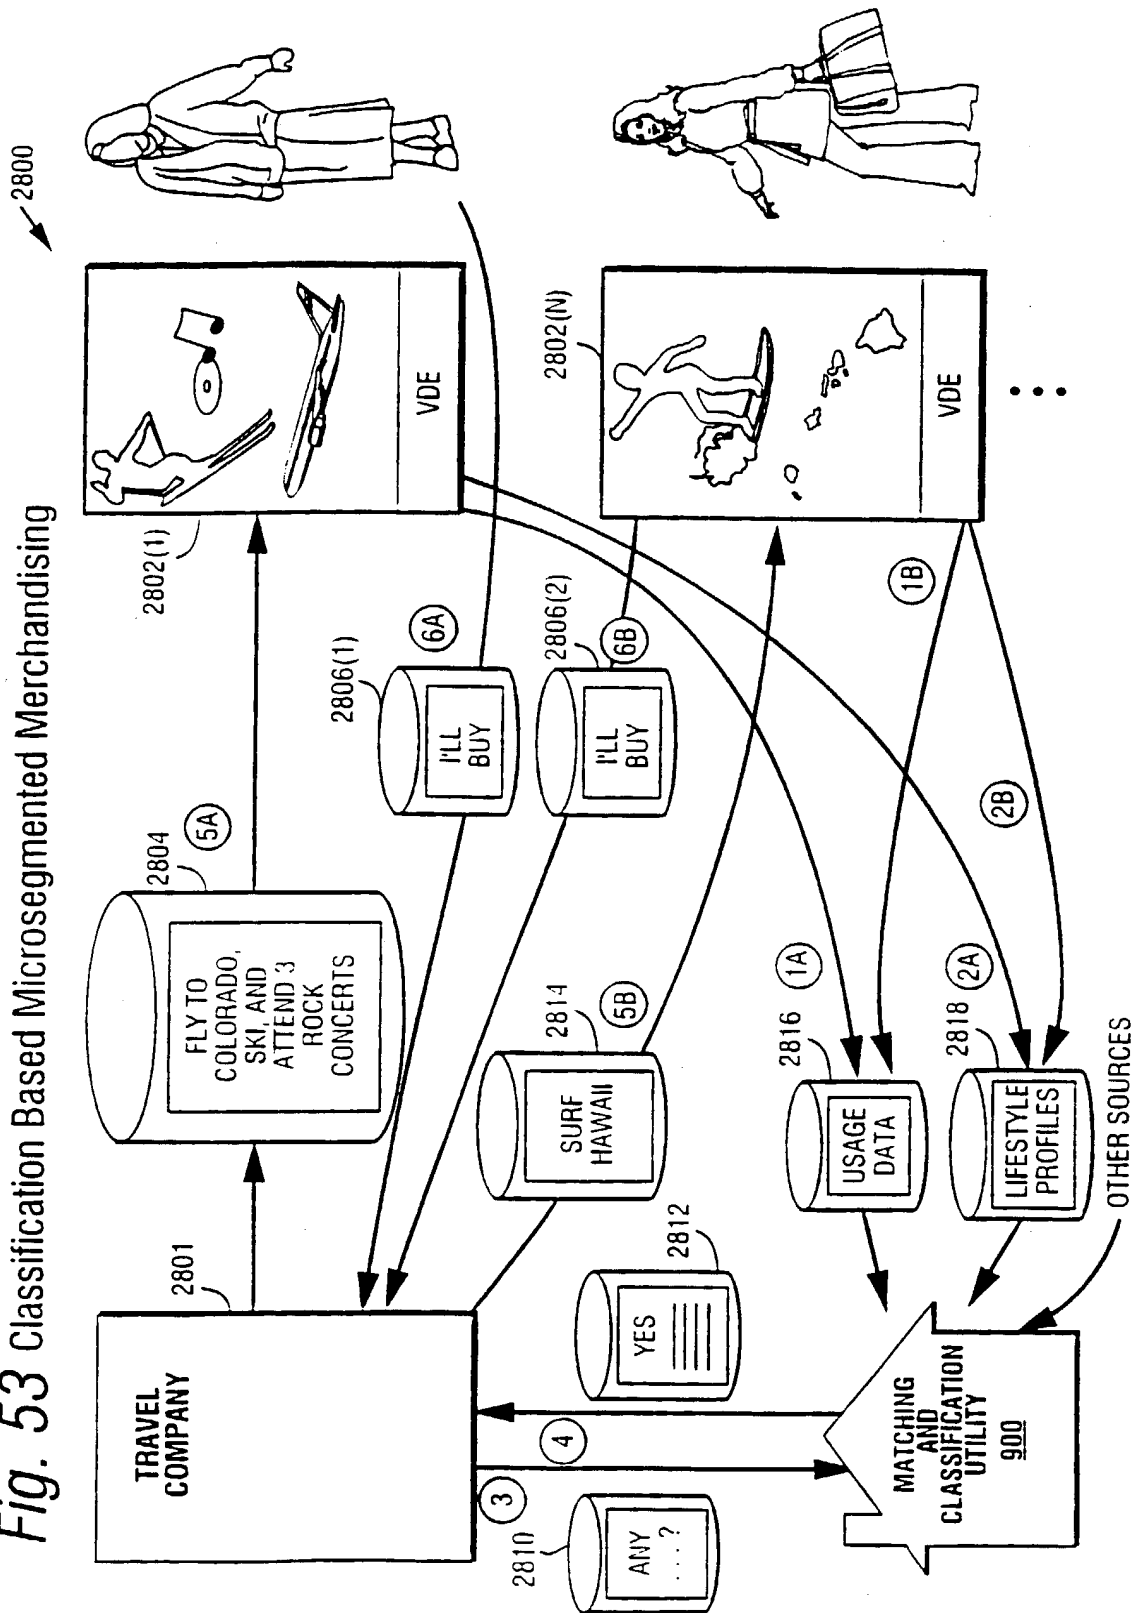 Fig. 53 Classification Based Microsegmented Merchandising
2800
TRAVEL
COMPANY
2801
FLY TO
COLORADO,
SKI, AND
ATTEND 3
ROCK
CONCERTS
2804
5A
2802(1)
VDE
2806(1)
I'LL
BUY
6A
2806(2)
I'LL
BUY
6B
2802(N)
VDE
SURF
HAWAII
2814
5B
3
4
2810
ANY
....?
YES
2812
2816
USAGE
DATA
1A
1B
2818
LIFESTYLE
PROFILES
2A
2B
MATCHING
AND
CLASSIFICATION
UTILITY
900
OTHER SOURCES